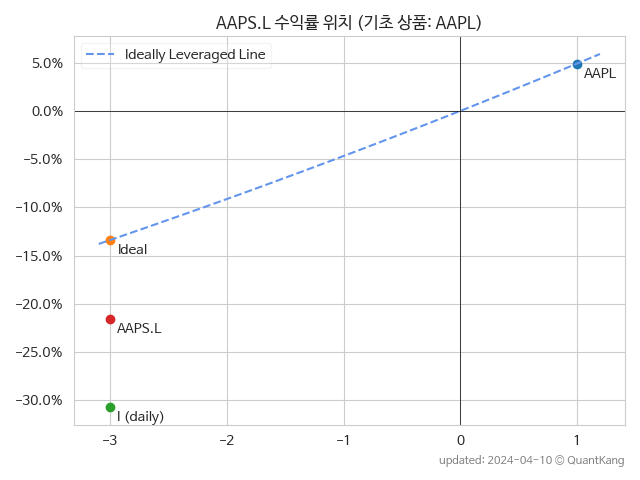 AAPS.L 수익률 위치 (기초 상품: AAPL)
Ideally Leveraged Line
5.0%
0.0%
−5.0%
−10.0%
−15.0%
−20.0%
−25.0%
−30.0%
AAPL
Ideal
AAPS.L
I (daily)
−3
−2
−1
0
1
updated: 2024-04-10 © QuantKang